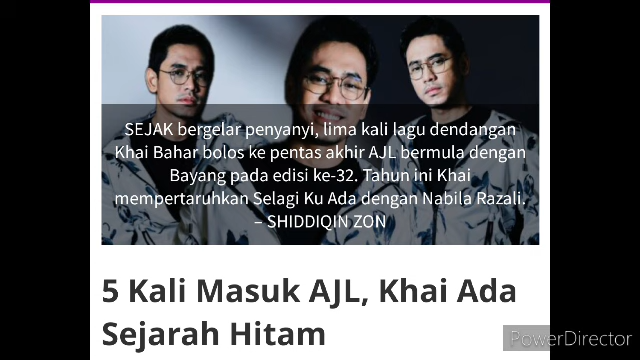 SEJAK bergelar penyanyi, lima kali lagu dendangan
Khai Bahar bolos ke pentas akhir AJL bermula dengan
Bayang pada edisi ke-32. Tahun ini Khai
mempertaruhkan Selagi Ku Ada dengan Nabila Razali.
– SHIDDIQIN ZON
5 Kali Masuk AJL, Khai Ada
Sejarah Hitam
PowerDirector